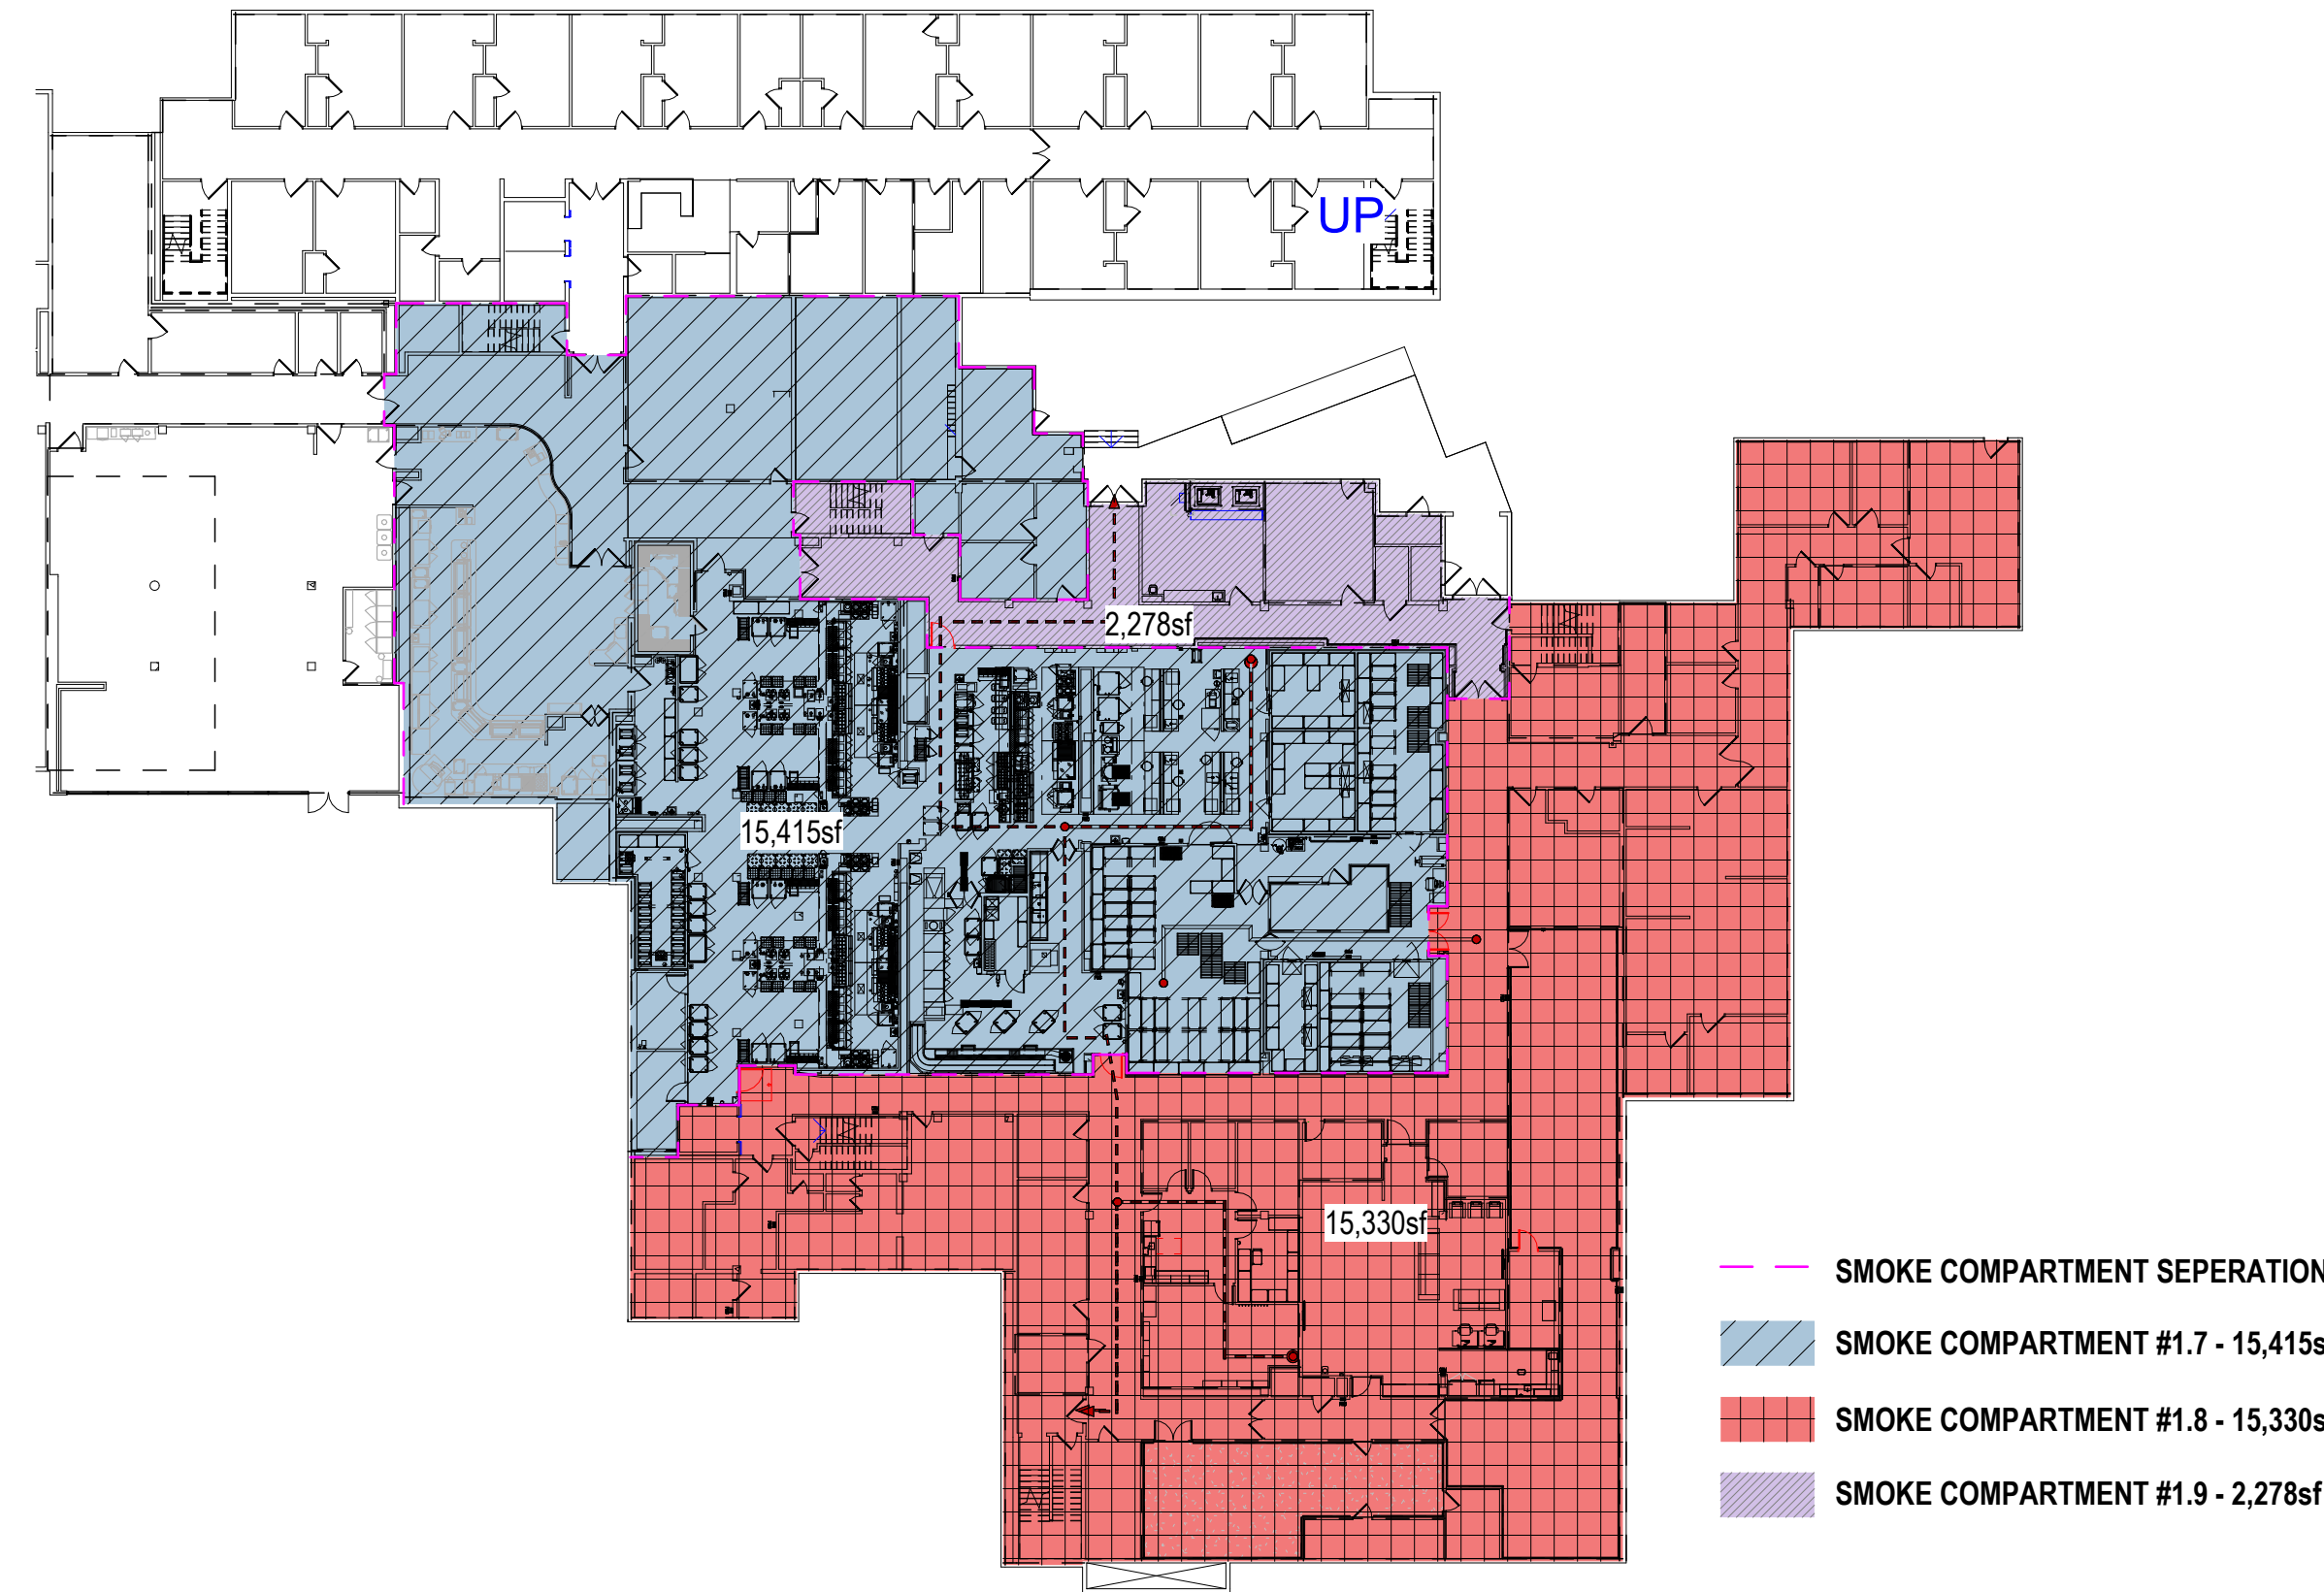 UP
2,278sf
15,415sf
15,330sf
SMOKE COMPARTMENT SEPERATION
SMOKE COMPARTMENT #1.7 - 15,415s
SMOKE COMPARTMENT #1.8 - 15,330s
SMOKE COMPARTMENT #1.9 - 2,278sf